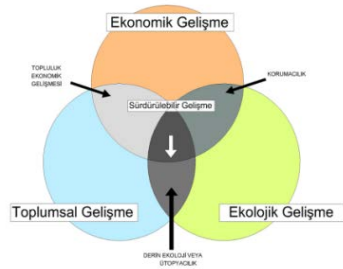 Ekonomik Gelişme
TOPLULUK
EKONOMİK
GELİŞMESİ
KORUMACILIK
Sürdürülebilir Gelişme
Toplumsal Gelişme
Ekolojik Gelişme
DERİN EKOLOJİ VEYA
ÜTOPYACILIK